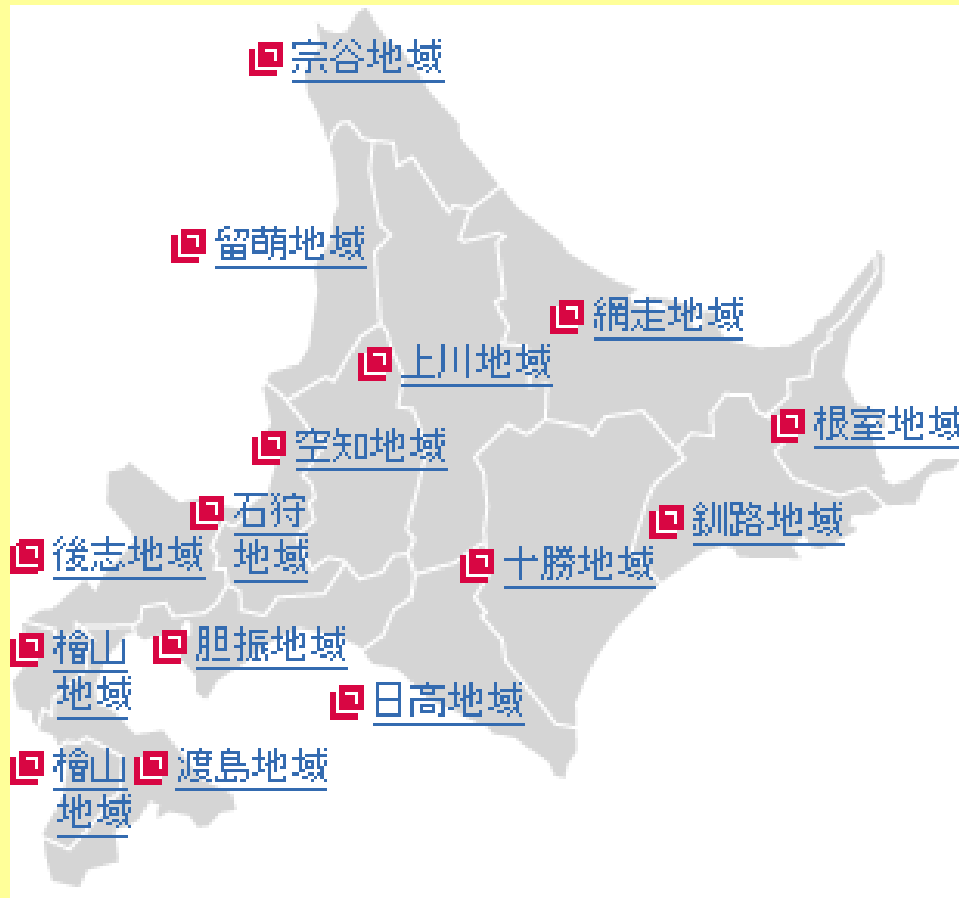 宗谷地域
留萌地域
網走地域
上川地域
根室地域
空知地域
石狩
地域
釧路地域
後志地域
十勝地域
檜山
地域
胆振地域
日高地域
檜山
地域
渡島地域